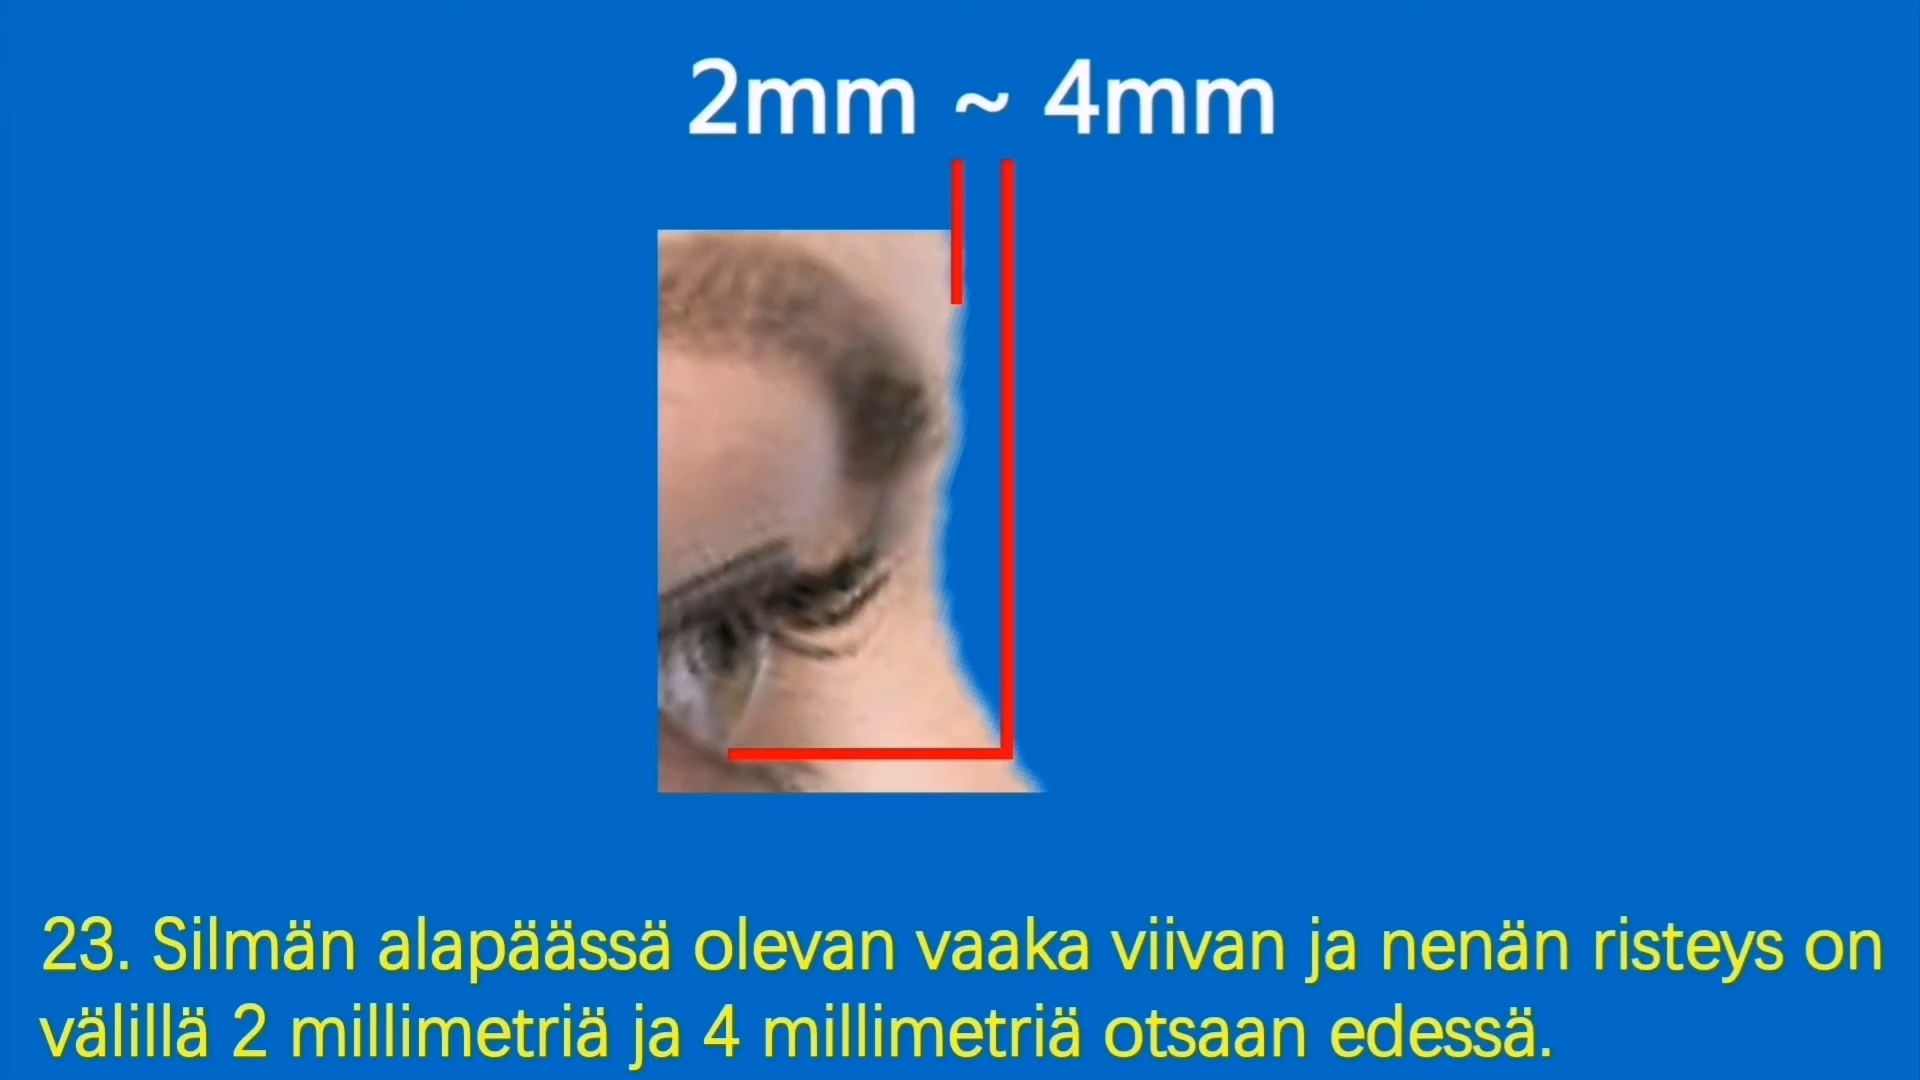 2mm ~ 4mm
23. Silmän alapäässä olevan vaaka viivan ja nenän risteys on
välillä 2 millimetriä ja 4 millimetriä otsaan edessä.